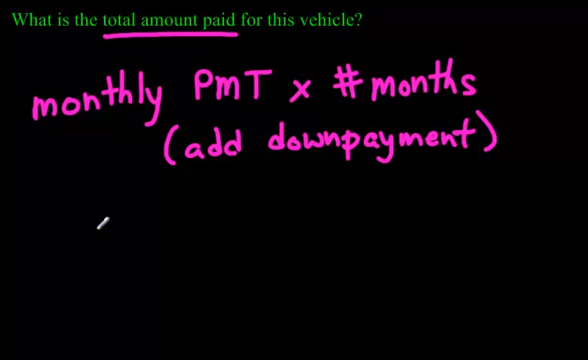 What is the total amount paid for this vehicle?
monthly PmT x # months
(add downpayment)